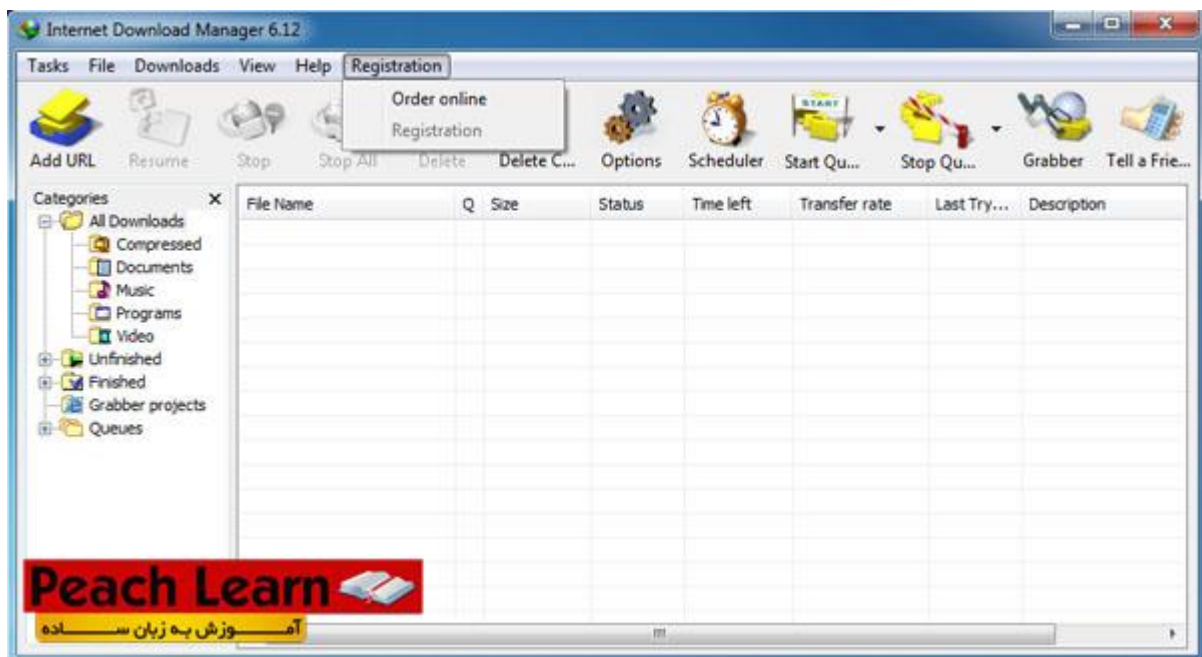 Internet Download Manager 6.12
Tasks File Downloads View Help Registration
Order online
Registration
Add URL Resume Stop Stop All Delete Delete C... Options Scheduler Start Qu... Stop Qu... Grabber Tell a Frie...
START
Categories
File Name Q Size Status Time left Transfer rate Last Try... Description
All Downloads
Compressed
Documents
Music
Programs
Video
Unfinished
Finished
Grabber projects
Queues
Peach Learn
آمـــــوزش به زبان ســـــاده